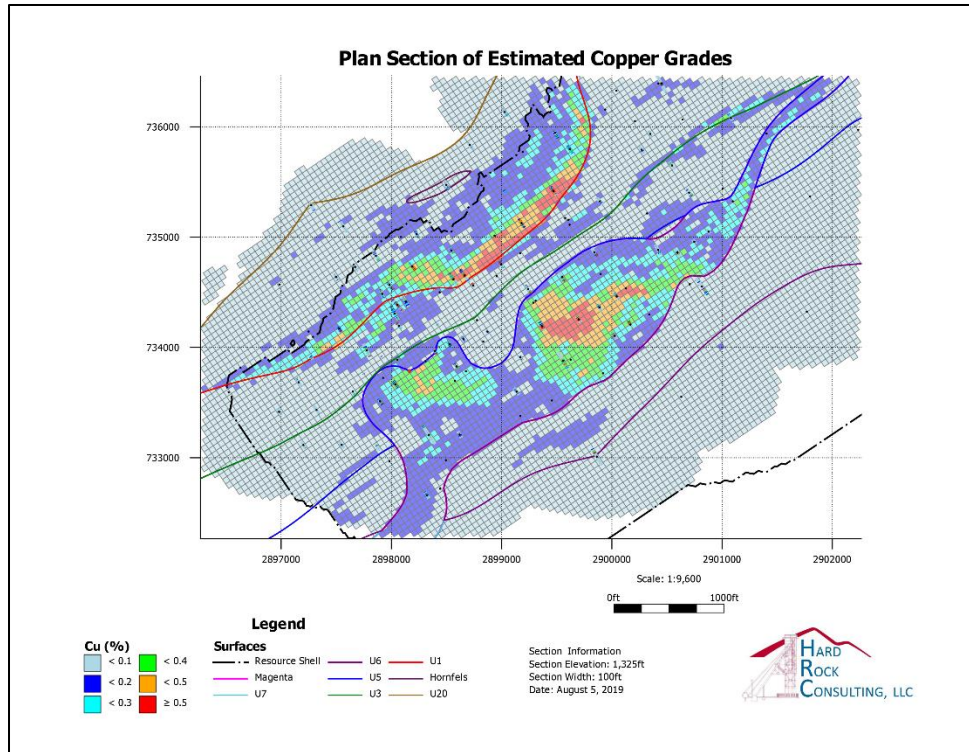 Plan Section of Estimated Copper Grades
736000
735000
734000
733000
2897000 2898000 2899000 2900000 2901000 2902000
Scale: 1:9,600
0ft 1000ft
Legend
Cu (%)
< 0.1 < 0.4
< 0.2 < 0.5
< 0.3 ≥ 0.5
Surfaces
Resource Shell U6 U1
Magenta U5 Hornfels
U7 U3 U20
Section Information
Section Elevation: 1,325ft
Section Width: 100ft
Date: August 5, 2019
HARD
ROCK
CONSULTING, LLC